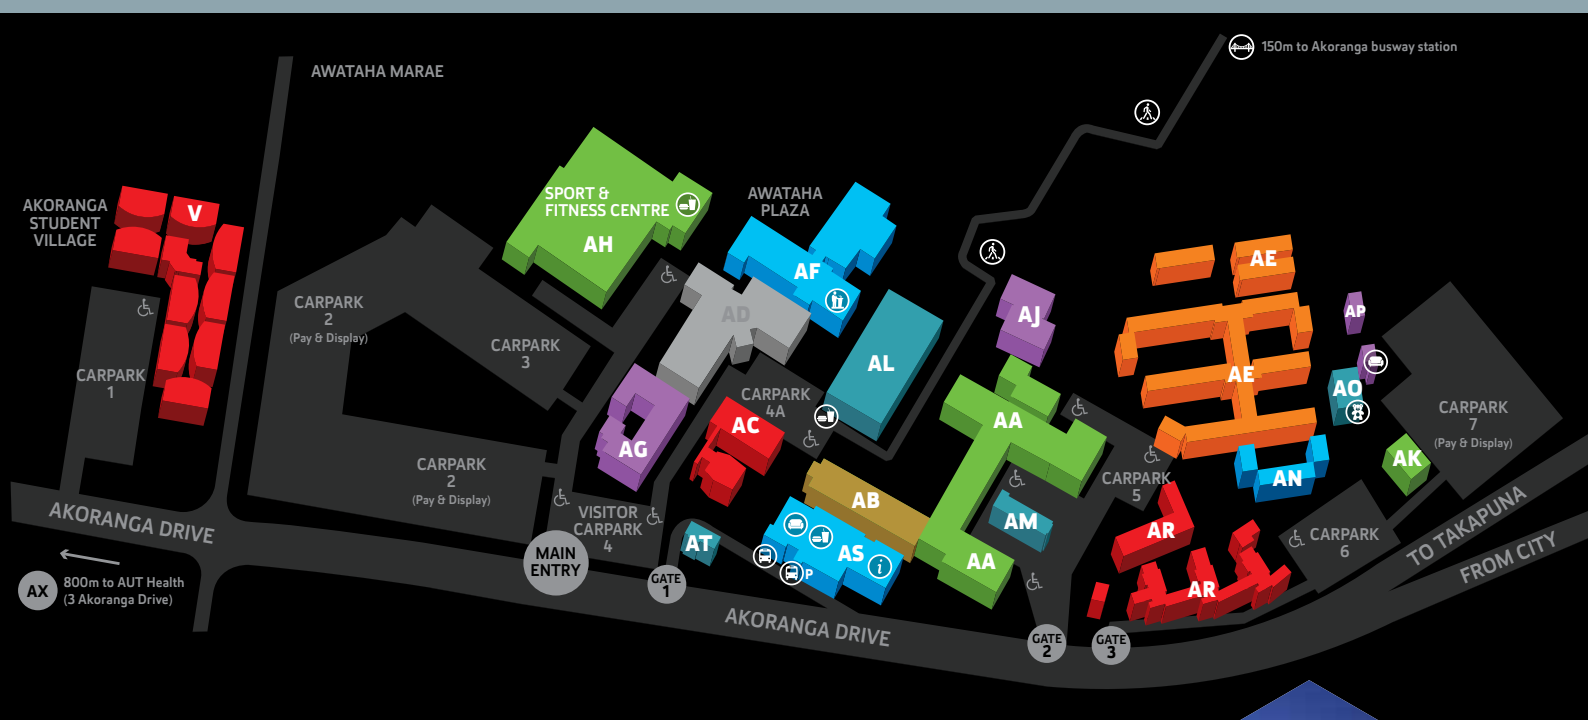 150m to Akoranga busway station
AWATAHA MARAE
AKORANGA
STUDENT
VILLAGE
V
SPORT &
FITNESS CENTRE
AH
AWATAHA
PLAZA
AF
AD
AE
AP
AJ
CARPARK
2
(Pay & Display)
CARPARK
3
CARPARK
1
AL
AE
AO
CARPARK
4A
AC
AA
CARPARK
7
(Pay & Display)
AG
AK
CARPARK
2
(Pay & Display)
CARPARK
5
AN
AB
AM
VISITOR
CARPARK
4
AKORANGA DRIVE
MAIN
ENTRY
AT
AS
i
P
AA
AR
CARPARK
6
TO TAKAPUNA
FROM CITY
AX
800m to AUT Health
(3 Akoranga Drive)
GATE
1
AR
AKORANGA DRIVE
GATE
2
GATE
3